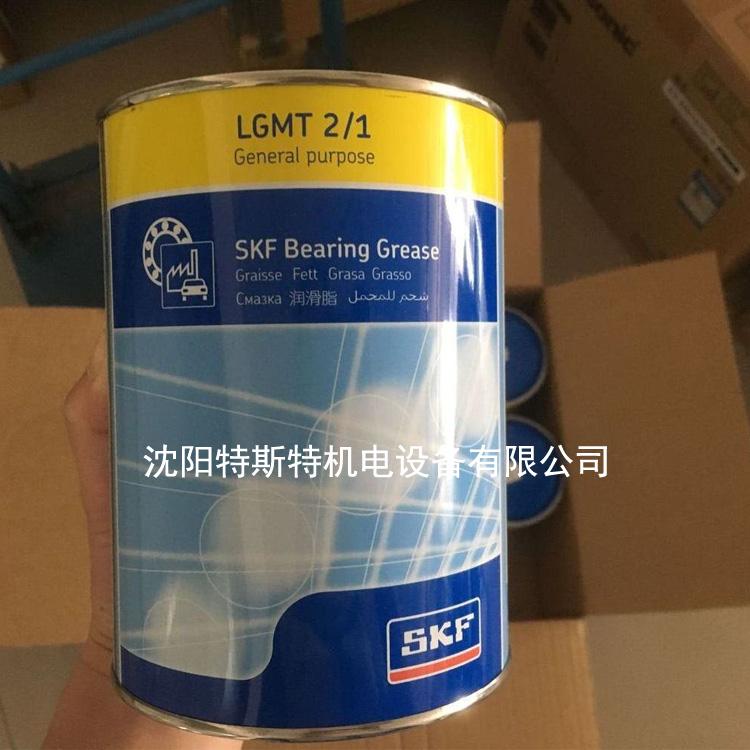 LGMT 2/1
General purpose
SKF Bearing Grease
Graisse Fett Grasa Grasso
Смазка 润滑脂 شحم للمحمل
沈阳特斯特机电设备有限公司
SKF